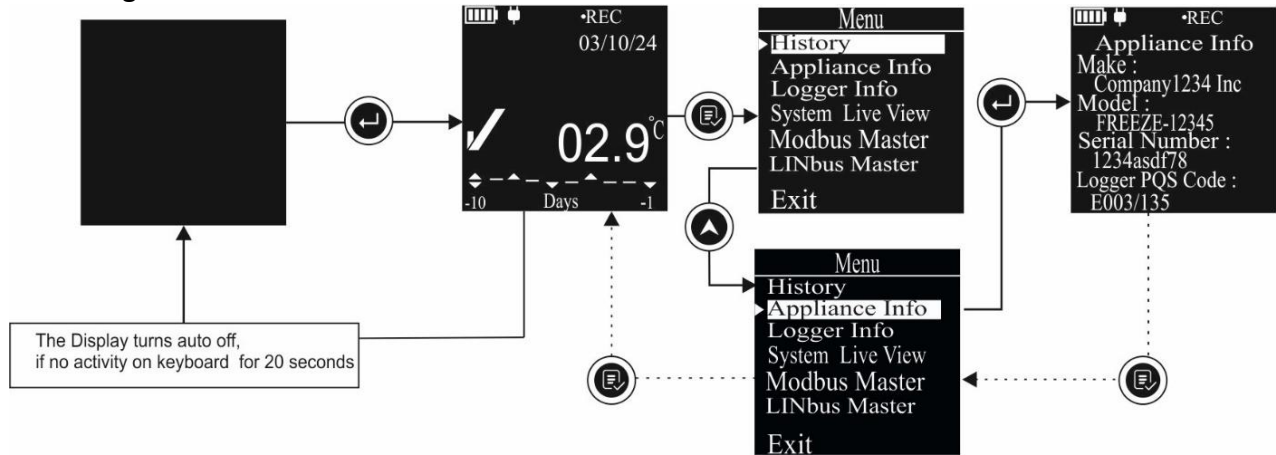 •REC
03/10/24
02.9°C
-10 Days -1
Menu
History
Appliance Info
Logger Info
System Live View
Modbus Master
LINbus Master
Exit
•REC
Appliance Info
Make :
Company1234 Inc
Model :
FREEZE-12345
Serial Number :
1234asdf78
Logger PQS Code :
E003/135
Menu
History
Appliance Info
Logger Info
System Live View
Modbus Master
LINbus Master
Exit
The Display turns auto off,
if no activity on keyboard for 20 seconds